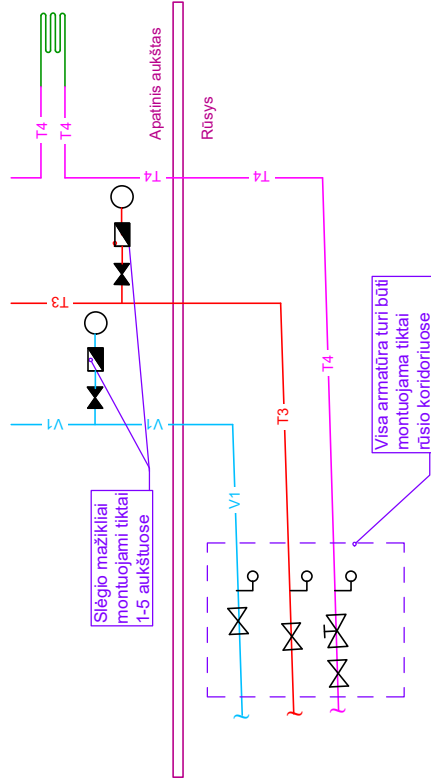 T4
T4
Apatinis aukštas
Rūsys
T4
T4
T3
V1
V1
Slėgio mažikliai
montuojami tiktai
1-5 aukštuose
V1
T3
T4
Visa armatūra turi būti
montuojama tiktai
rūsio koridoriuose